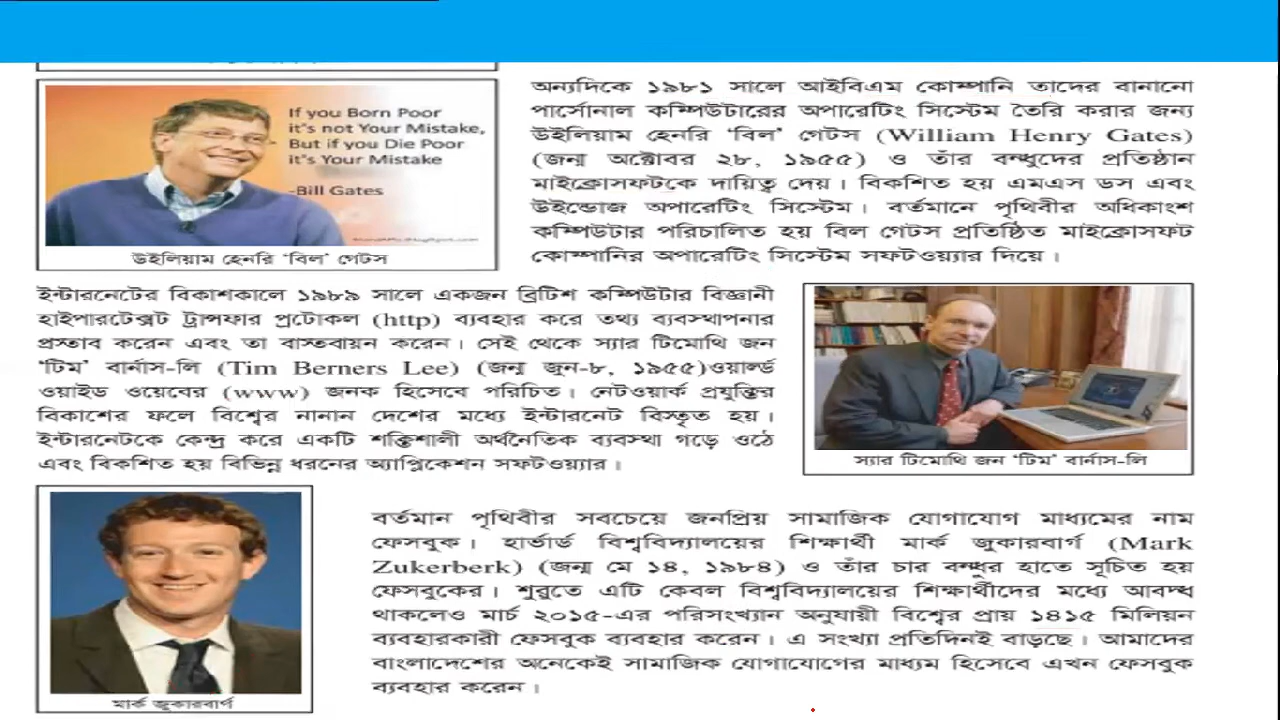 If you Born Poor
it's not Your Mistake,
But if you Die Poor
it's Your Mistake
-Bill Gates
উইলিয়াম হেনরি ‘বিল’ গেটস
অন্যদিকে ১৯৮১ সালে আইবিএম কোম্পানি তাদের বানানো
পার্সোনাল কম্পিউটারের অপারেটিং সিস্টেম তৈরি করার জন্য
উইলিয়াম হেনরি ‘বিল’ গেটস (William Henry Gates)
(জন্ম অক্টোবর ২৮, ১৯৫৫) ও তাঁর বন্ধুদের প্রতিষ্ঠান
মাইক্রোসফটকে দায়িত্ব দেয়। বিকশিত হয় এমএস ডস এবং
উইন্ডোজ অপারেটিং সিস্টেম। বর্তমানে পৃথিবীর অধিকাংশ
কম্পিউটার পরিচালিত হয় বিল গেটস প্রতিষ্ঠিত মাইক্রোসফট
কোম্পানির অপারেটিং সিস্টেম সফটওয়্যার দিয়ে।
ইন্টারনেটের বিকাশকালে ১৯৮৯ সালে একজন ব্রিটিশ কম্পিউটার বিজ্ঞানী
হাইপারটেক্সট ট্রান্সফার প্রটোকল (http) ব্যবহার করে তথ্য ব্যবস্থাপনার
প্রস্তাব করেন এবং তা বাস্তবায়ন করেন। সেই থেকে স্যার টিমোথি জন
‘টিম’ বার্নাস-লি (Tim Berners Lee) (জন্ম জুন-৮, ১৯৫৫)ওয়ার্ল্ড
ওয়াইড ওয়েবের (www) জনক হিসেবে পরিচিত। নেটওয়ার্ক প্রযুক্তির
বিকাশের ফলে বিশ্বের নানান দেশের মধ্যে ইন্টারনেট বিস্তৃত হয়।
ইন্টারনেটকে কেন্দ্র করে একটি শক্তিশালী অর্থনৈতিক ব্যবস্থা গড়ে ওঠে
এবং বিকশিত হয় বিভিন্ন ধরনের অ্যাপ্লিকেশন সফটওয়্যার।
স্যার টিমোথি জন ‘টিম’ বার্নাস-লি
বর্তমান পৃথিবীর সবচেয়ে জনপ্রিয় সামাজিক যোগাযোগ মাধ্যমের নাম
ফেসবুক। হার্ভার্ড বিশ্ববিদ্যালয়ের শিক্ষার্থী মার্ক জুকারবার্গ (Mark
Zukerberk) (জন্ম মে ১৪, ১৯৮৪) ও তাঁর চার বন্ধুর হাতে সূচিত হয়
ফেসবুকের। শুরুতে এটি কেবল বিশ্ববিদ্যালয়ের শিক্ষার্থীদের মধ্যে আবদ্ধ
থাকলেও মার্চ ২০১৫-এর পরিসংখ্যান অনুযায়ী বিশ্বের প্রায় ১৪১৫ মিলিয়ন
ব্যবহারকারী ফেসবুক ব্যবহার করেন। এ সংখ্যা প্রতিদিনই বাড়ছে। আমাদের
বাংলাদেশের অনেকেই সামাজিক যোগাযোগের মাধ্যম হিসেবে এখন ফেসবুক
ব্যবহার করেন।
মার্ক জুকারবার্গ